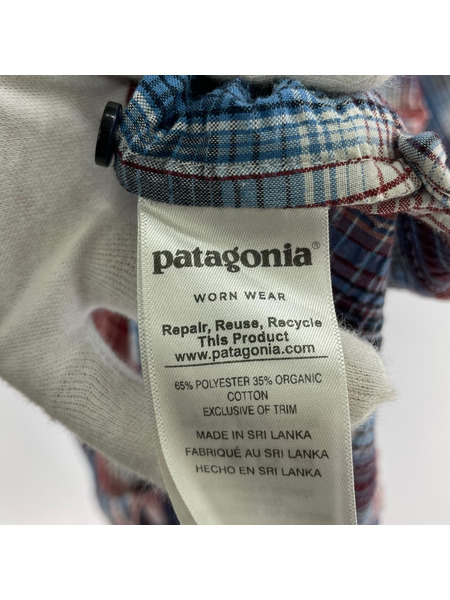 patagonia®
WORN WEAR
Repair, Reuse, Recycle
This Product
www.patagonia.com
65% POLYESTER 35% ORGANIC
COTTON
EXCLUSIVE OF TRIM
MADE IN SRI LANKA
FABRIQUÉ AU SRI LANKA
HECHO EN SRI LANKA